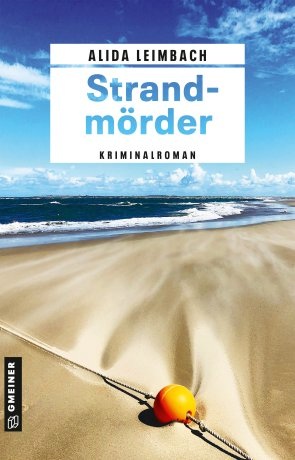 ALIDA LEIMBACH
Strand-
mörder
KRIMINALROMAN
GMEINER